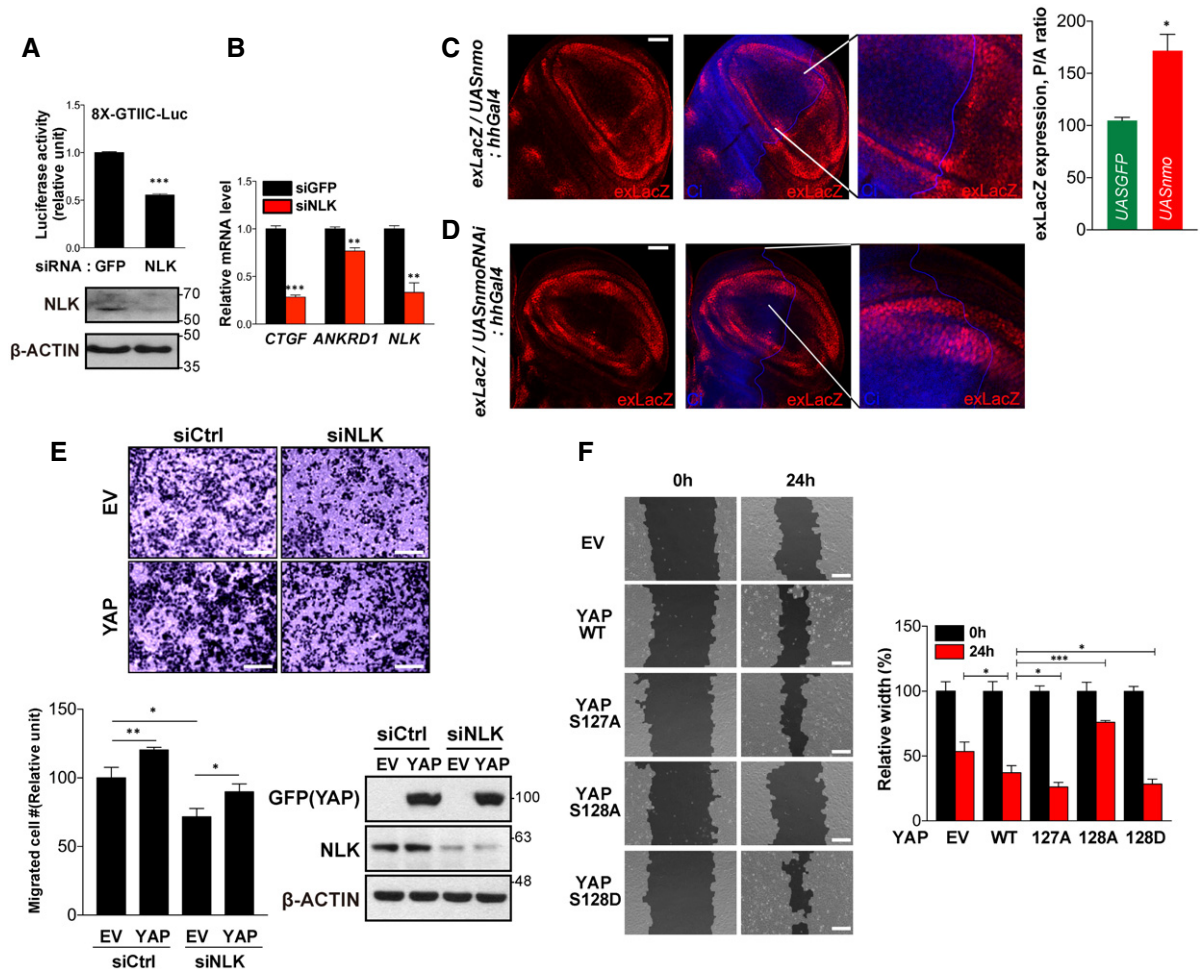 A
8X-GTIIC-Luc
Luciferase activity
(relative unit)
1.5
1.0
0.5
0.0
***
siRNA : GFP NLK
NLK
70
50
β-ACTIN
50
35
B
siGFP
siNLK
Relative mRNA level
1.5
1.0
0.5
0.0
***
**
**
CTGF ANKRD1 NLK
C
exLacZ / UASnmo
: hhGal4
exLacZ
Ci
exLacZ
Ci
exLacZ
exLacZ expression, P/A ratio
200
150
100
50
0
*
UASGFP
UASnmo
D
exLacZ / UASnmoRNAi
: hhGal4
exLacZ
Ci
exLacZ
Ci
exLacZ
E
siCtrl siNLK
EV
YAP
Migrated cell #(Relative unit)
150
100
50
0
*
**
*
EV YAP EV YAP
siCtrl siNLK
siCtrl siNLK
EV YAP EV YAP
GFP(YAP)
100
NLK
63
β-ACTIN
48
F
0h 24h
EV
YAP
WT
YAP
S127A
YAP
S128A
YAP
S128D
0h
24h
Relative width (%)
150
100
50
0
*
***
*
*
YAP EV WT 127A 128A 128D